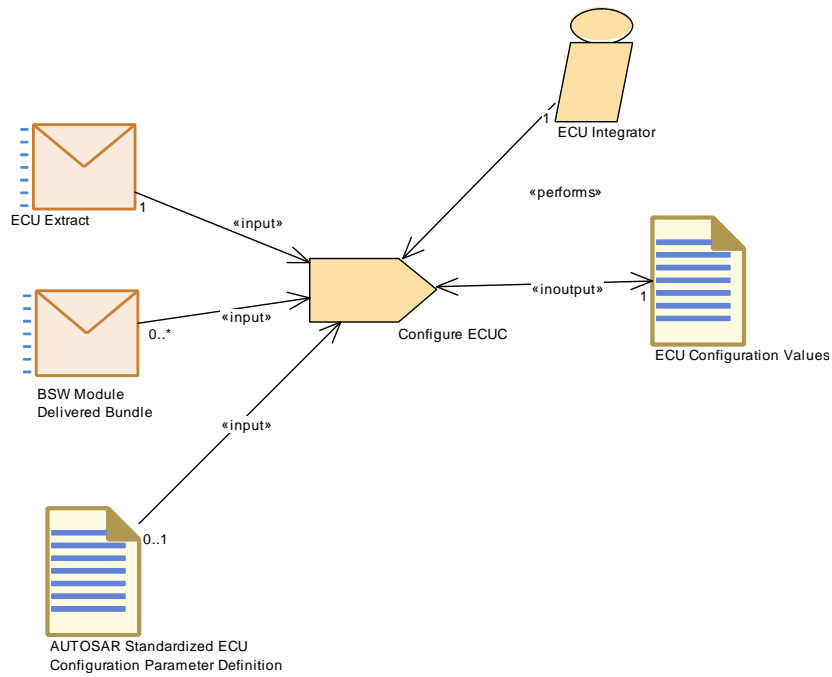 ECU Integrator
1
«performs»
ECU Extract
1
«input»
«inoutput»
1
ECU Configuration Values
Configure ECUC
BSW Module
Delivered Bundle
0..*
«input»
«input»
0..1
AUTOSAR Standardized ECU
Configuration Parameter Definition